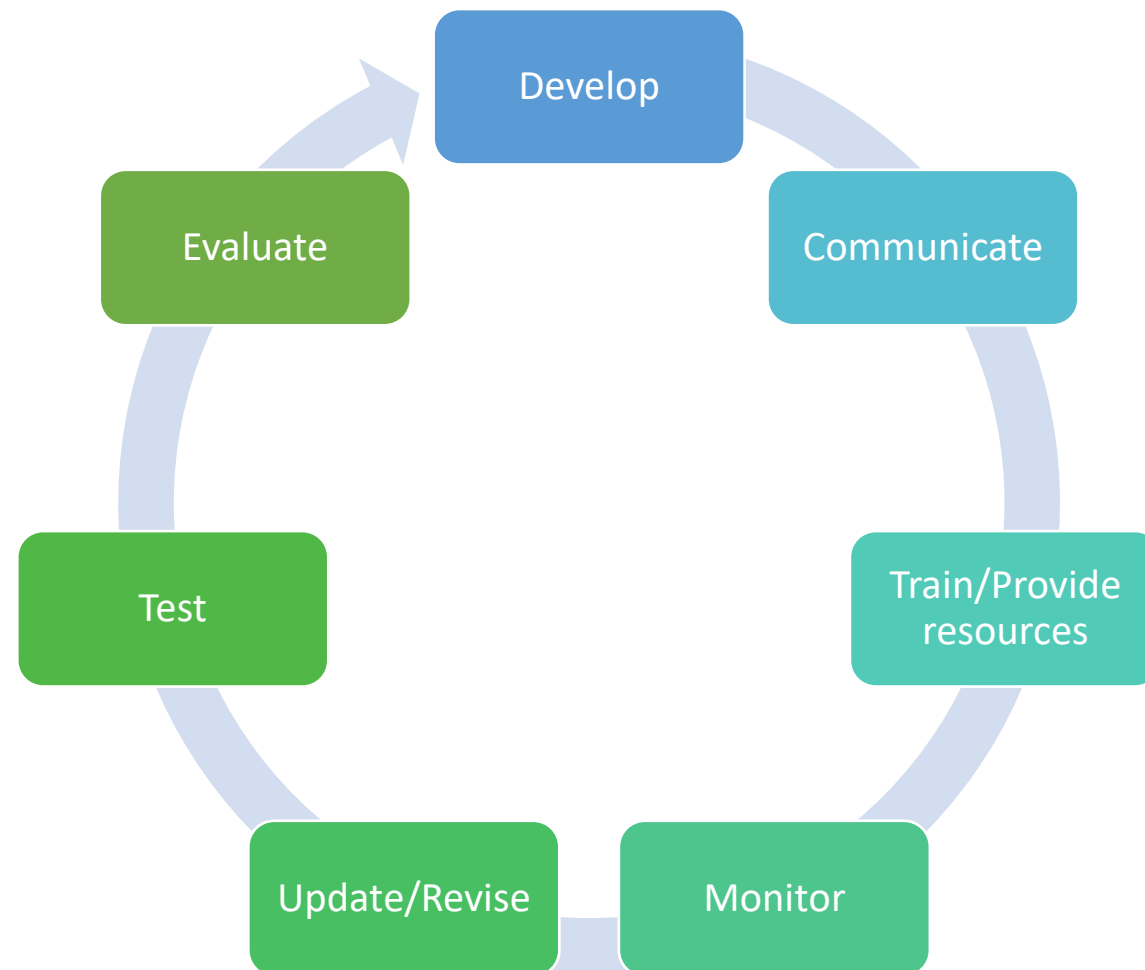 Develop
Communicate
Train/Provide
resources
Monitor
Update/Revise
Test
Evaluate